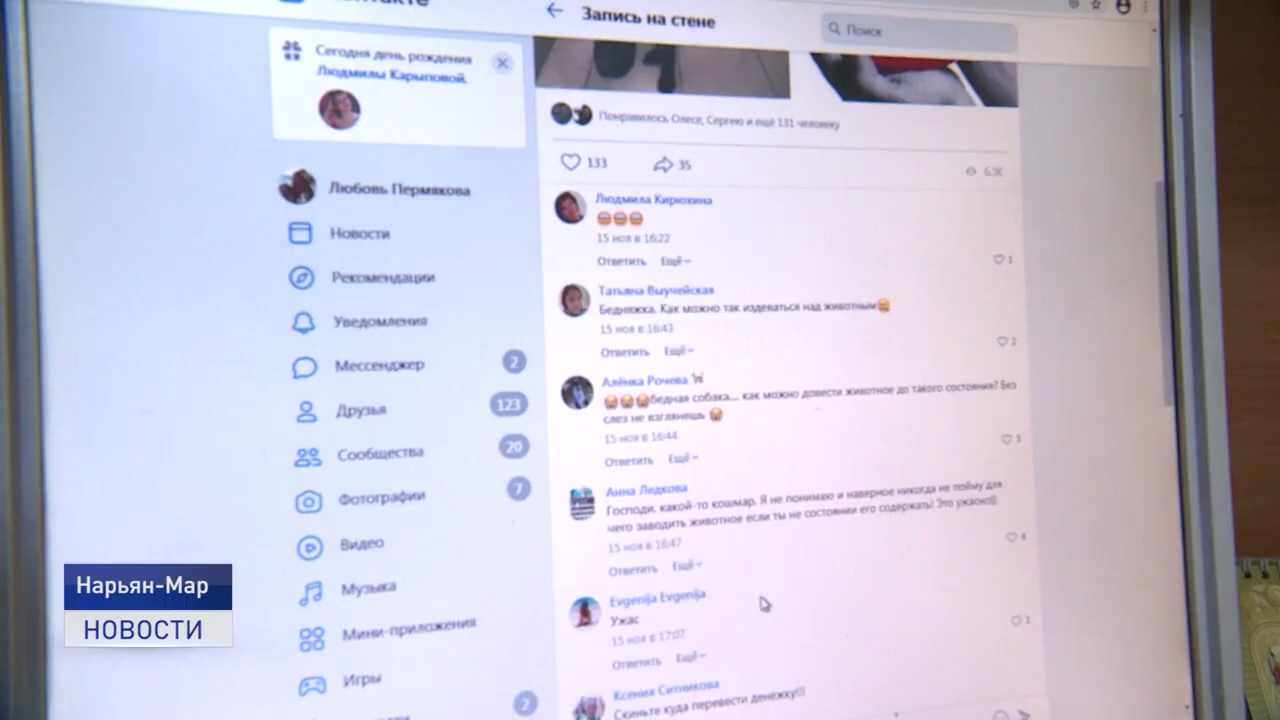 Запись на стене
Поиск
Сегодня день рождения
Людмилы Карыповой.
Понравилось Олесе, Сергею и ещё 131 человеку
133
35
6.3K
Любовь Пермякова
Новости
Рекомендации
Уведомления
Мессенджер
2
Друзья
123
Сообщества
20
Фотографии
7
Видео
Музыка
Мини-приложения
Игры
2
Людмила Кирюхина
15 ноя в 16:22
Ответить Ещё
1
Татьяна Выучейская
Бедняжка. Как можно так издеваться над животным
15 ноя в 16:43
Ответить Ещё
2
Алёнка Рочева
бедная собака.... как можно довести животное до такого состояния? Без
слез не взглянешь
15 ноя в 16:44
Ответить Ещё
3
Анна Ледкова
Господи, какой-то кошмар. Я не понимаю и наверное никогда не пойму для
чего заводить животное если ты не состоянии его содержать! Это ужасно((
15 ноя в 16:47
Ответить Ещё
4
Evgenija Evgenija
Ужас
15 ноя в 17:07
Ответить Ещё
1
Ксения Ситникова
Скиньте куда перевести денежку!!!
Нарьян-Мар
НОВОСТИ